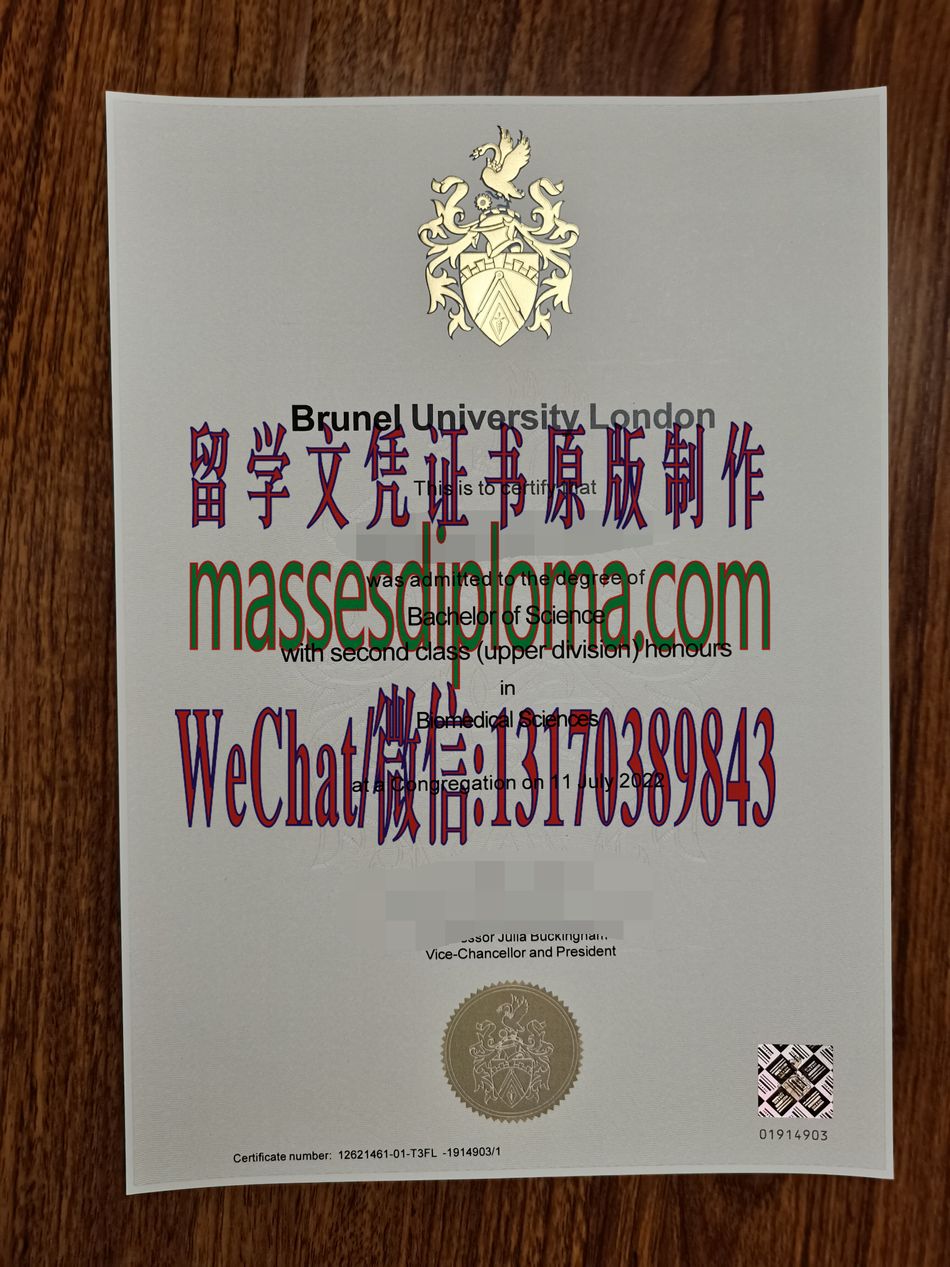 Brunel University London
留学文凭证书原版制作
This is to certify that
massesdiploma.com
was admitted to the degree of
Bachelor of Science
with second class (upper division) honours
in
Biomedical Sciences
WeChat/微信:13170389843
at a Congregation on 11 July 2022
Julia Buckingham
Vice-Chancellor and President
01914903
Certificate number: 12621461-01-T3FL -1914903/1